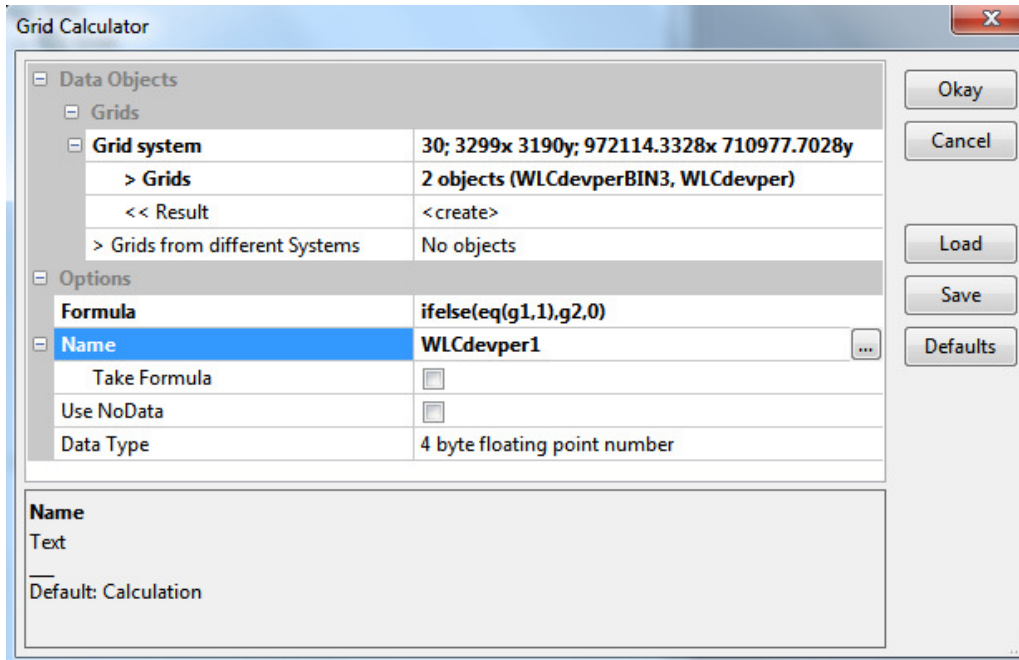 Grid Calculator
Data Objects
Okay
Grids
Grid system 30; 3299x 3190y; 972114.3328x 710977.7028y
Cancel
> Grids 2 objects (WLCdevperBIN3, WLCdevper)
<< Result <create>
> Grids from different Systems No objects
Load
Options
Save
Formula ifelse(eq(g1,1),g2,0)
Name WLCdevper1 ...
Defaults
Take Formula
Use NoData
Data Type 4 byte floating point number
Name
Text
__
Default: Calculation